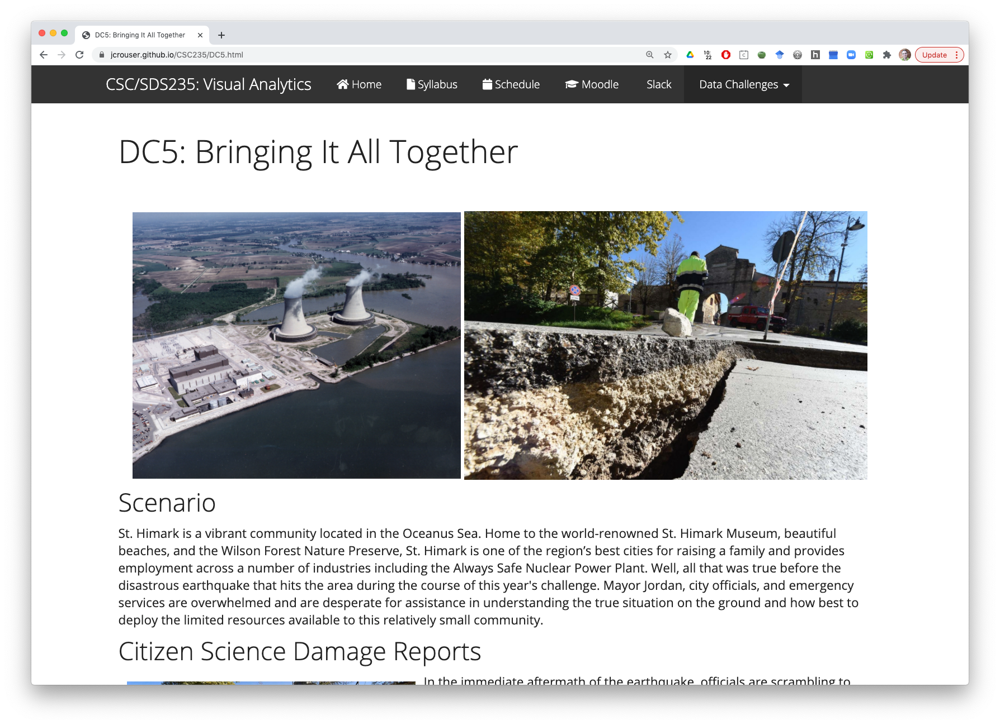 DC5: Bringing It All Together
jcrouser.github.io/CSC235/DC5.html
10:
22
Update
CSC/SDS235: Visual Analytics Home Syllabus Schedule Moodle Slack Data Challenges
DC5: Bringing It All Together
Scenario
St. Himark is a vibrant community located in the Oceanus Sea. Home to the world-renowned St. Himark Museum, beautiful
beaches, and the Wilson Forest Nature Preserve, St. Himark is one of the region’s best cities for raising a family and provides
employment across a number of industries including the Always Safe Nuclear Power Plant. Well, all that was true before the
disastrous earthquake that hits the area during the course of this year's challenge. Mayor Jordan, city officials, and emergency
services are overwhelmed and are desperate for assistance in understanding the true situation on the ground and how best to
deploy the limited resources available to this relatively small community.
Citizen Science Damage Reports
In the immediate aftermath of the earthquake, officials are scrambling to